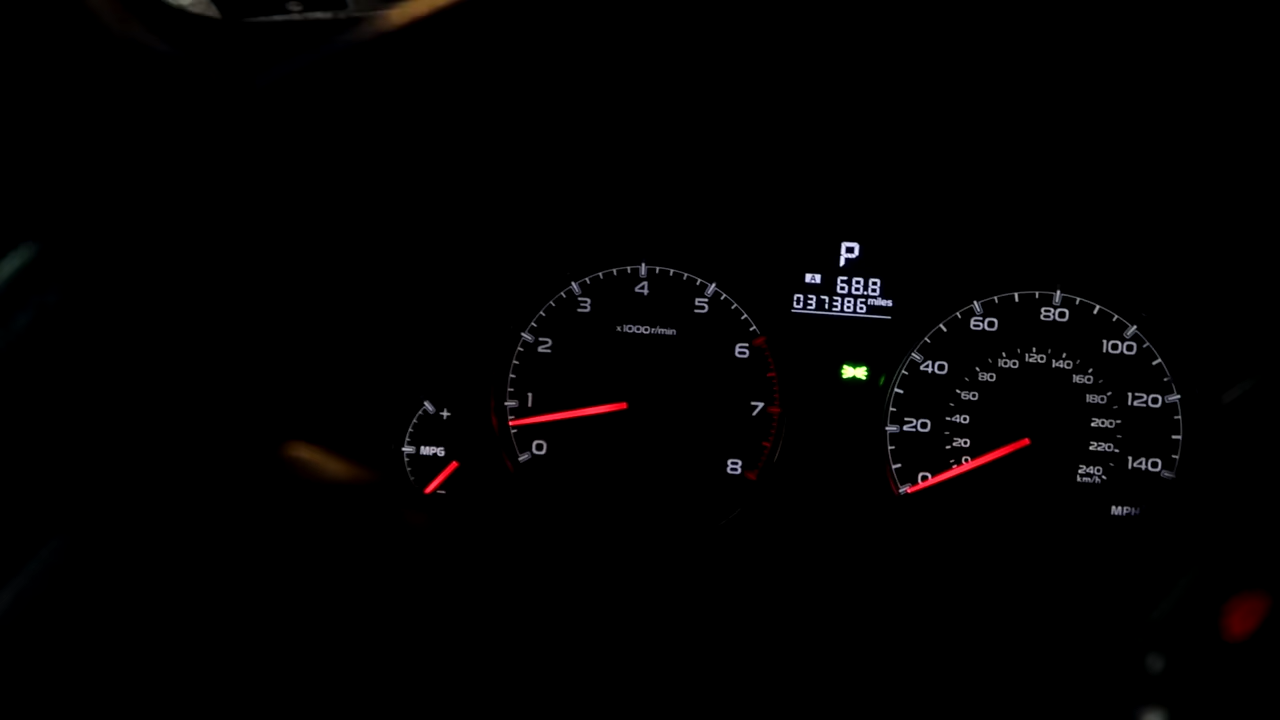 P
A 68.8
037386 miles
0 1 2 3 4 5 6 7 8
x1000r/min
+
MPG
−
0 20 40 60 80 100 120 140
MPH
0 20 40 60 80 100 120 140 160 180 200 220 240
km/h